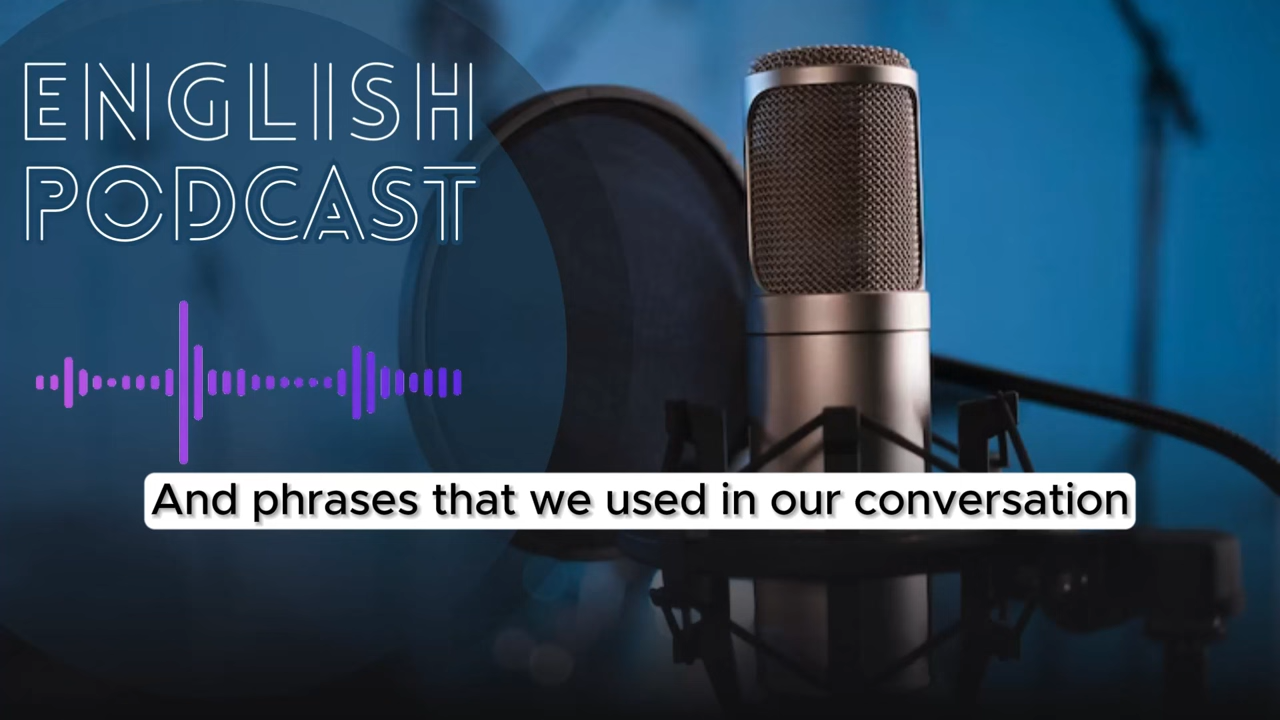 ENGLISH
PODCAST
And phrases that we used in our conversation